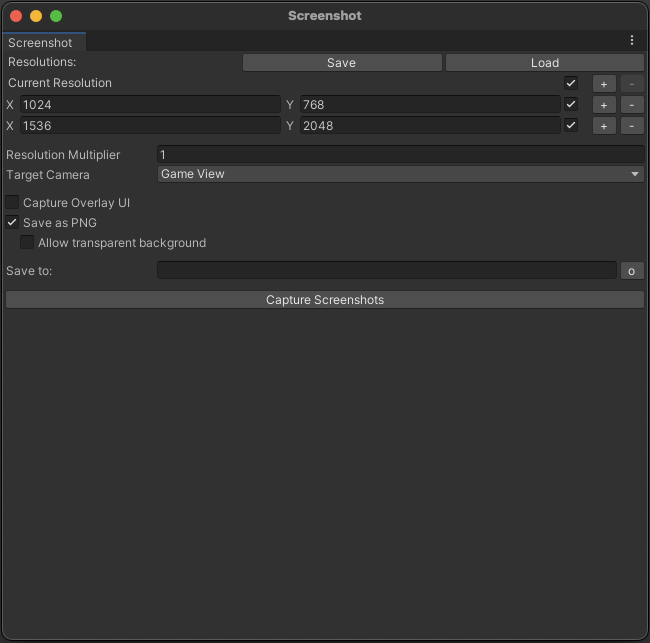 Screenshot
Screenshot
Resolutions: Save Load
Current Resolution + -
X 1024 Y 768 + -
X 1536 Y 2048 + -
Resolution Multiplier 1
Target Camera Game View
Capture Overlay UI
Save as PNG
Allow transparent background
Save to: o
Capture Screenshots